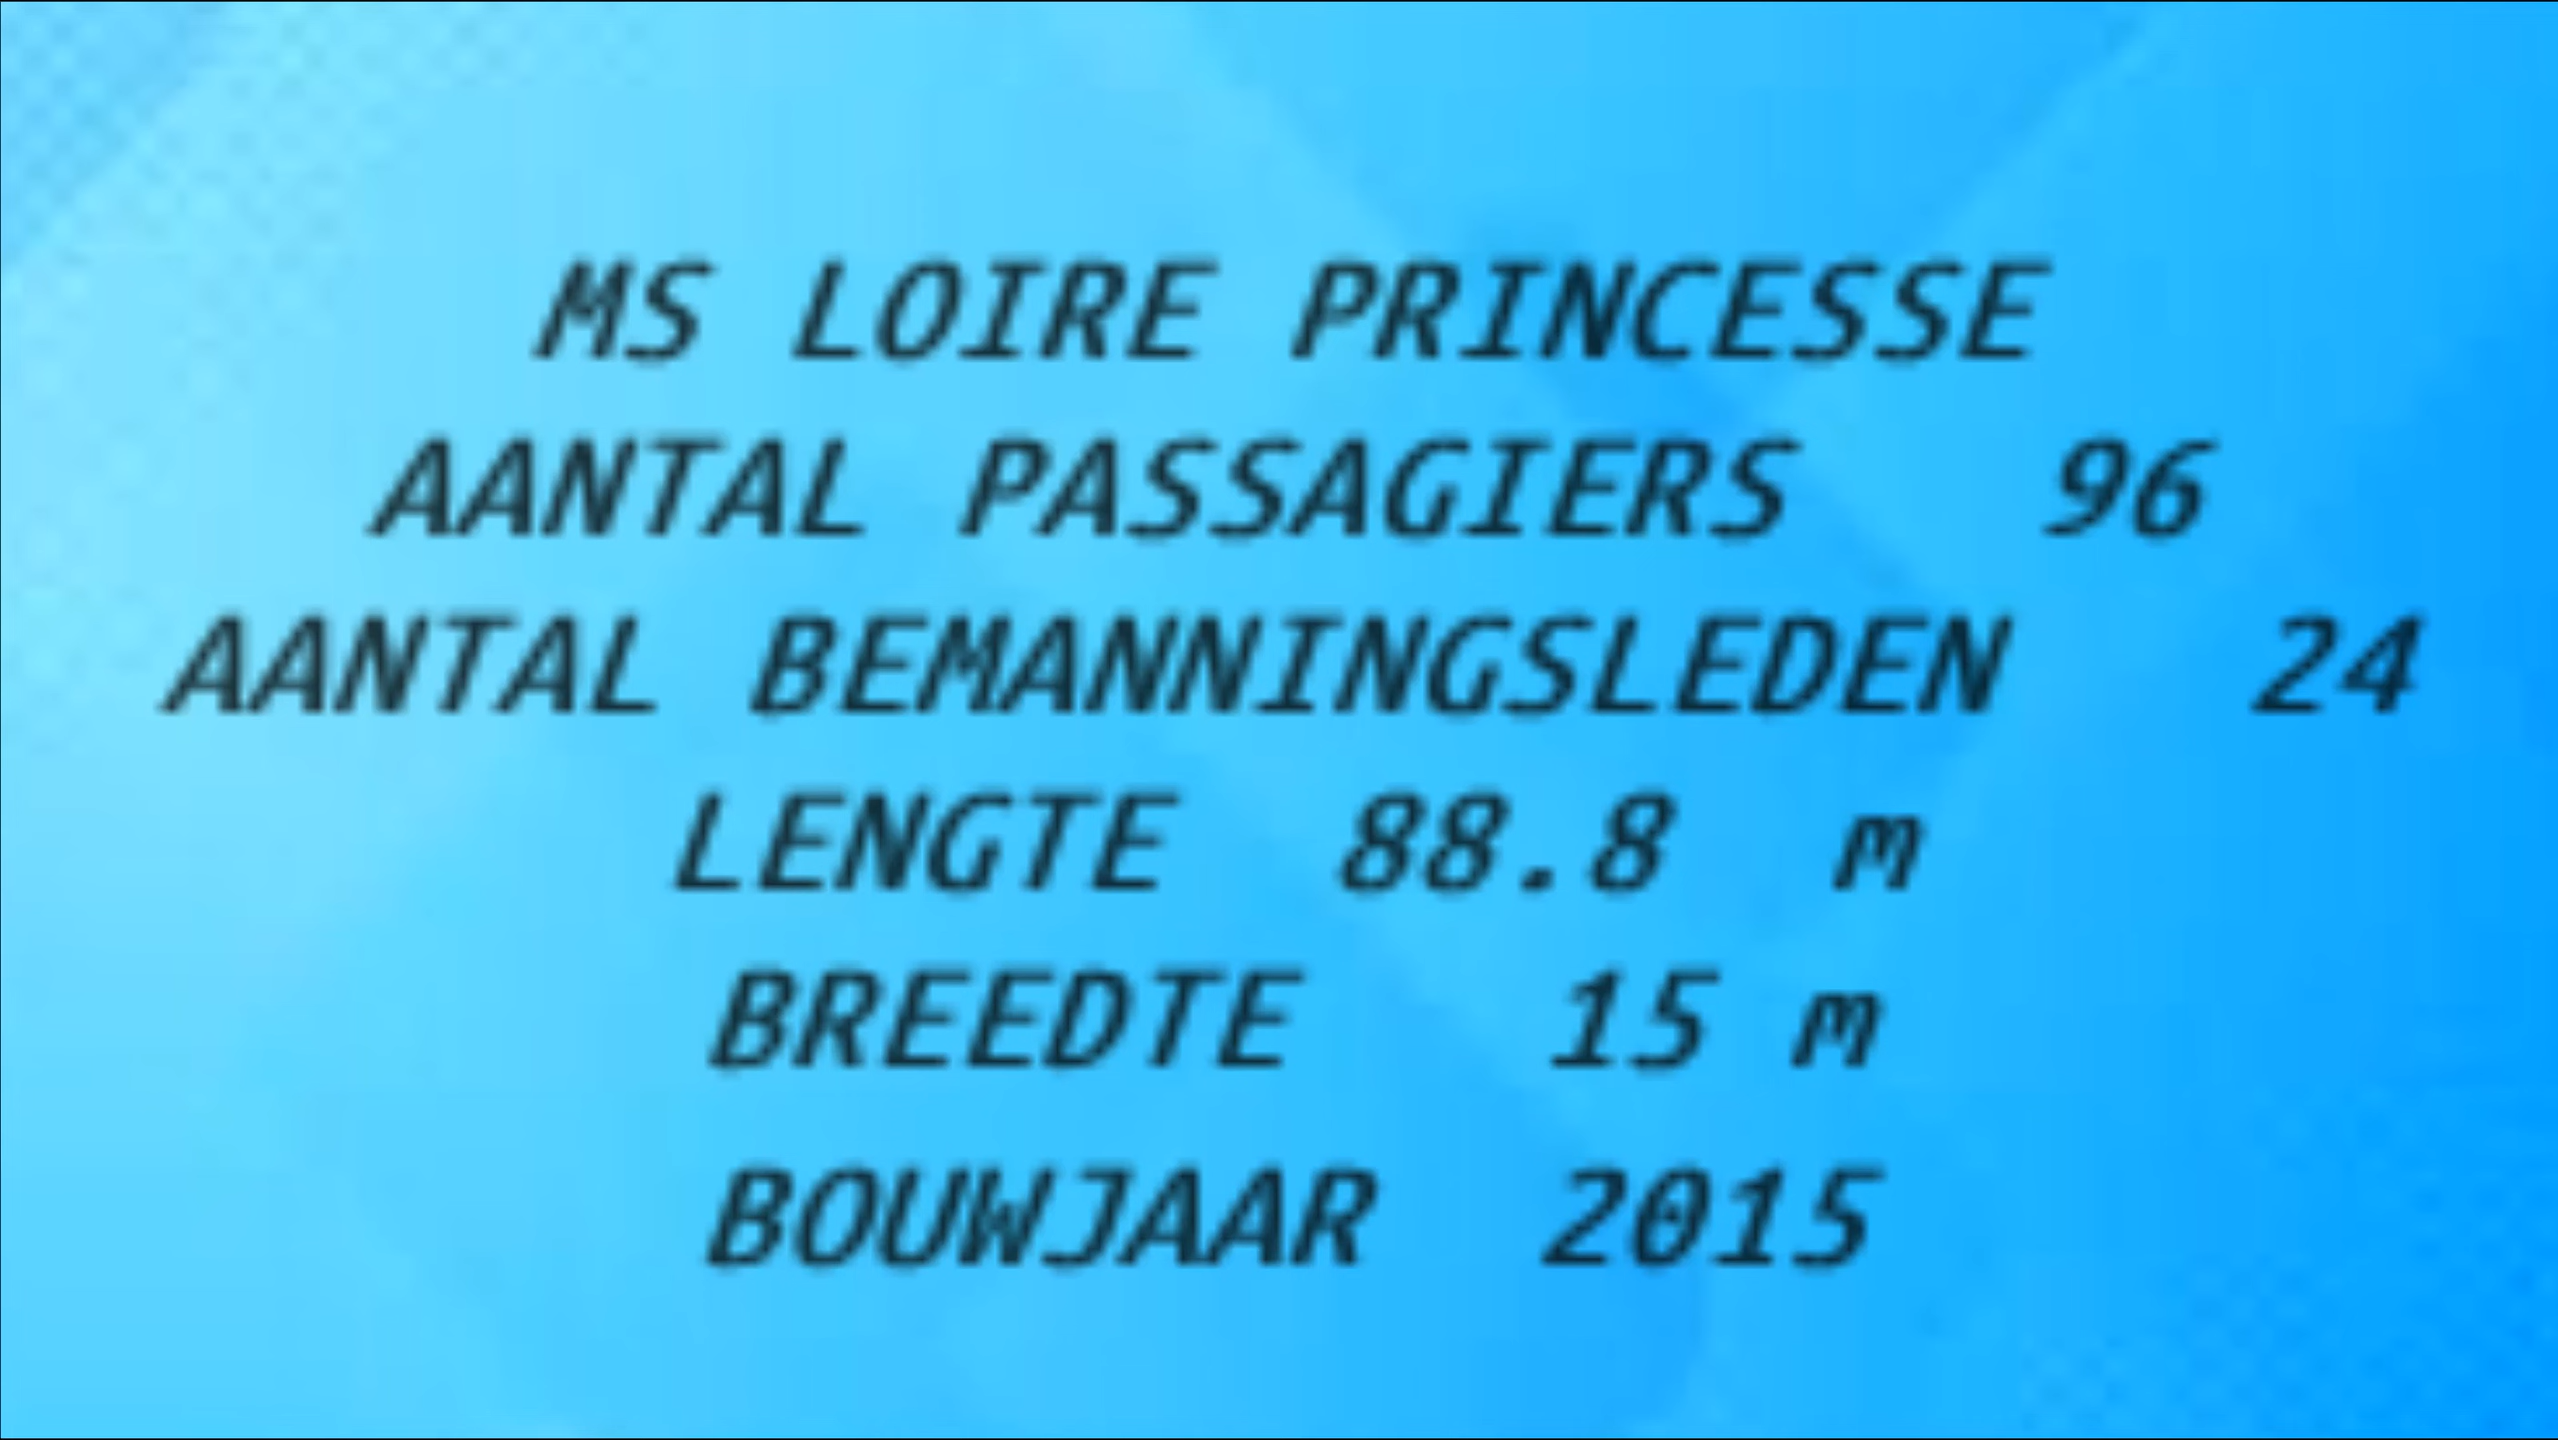 MS LOIRE PRINCESSE
AANTAL PASSAGIERS 96
AANTAL BEMANNINGSLEDEN 24
LENGTE 88.8 m
BREEDTE 15 m
BOUWJAAR 2015